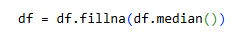 df = df.fillna(df.median())